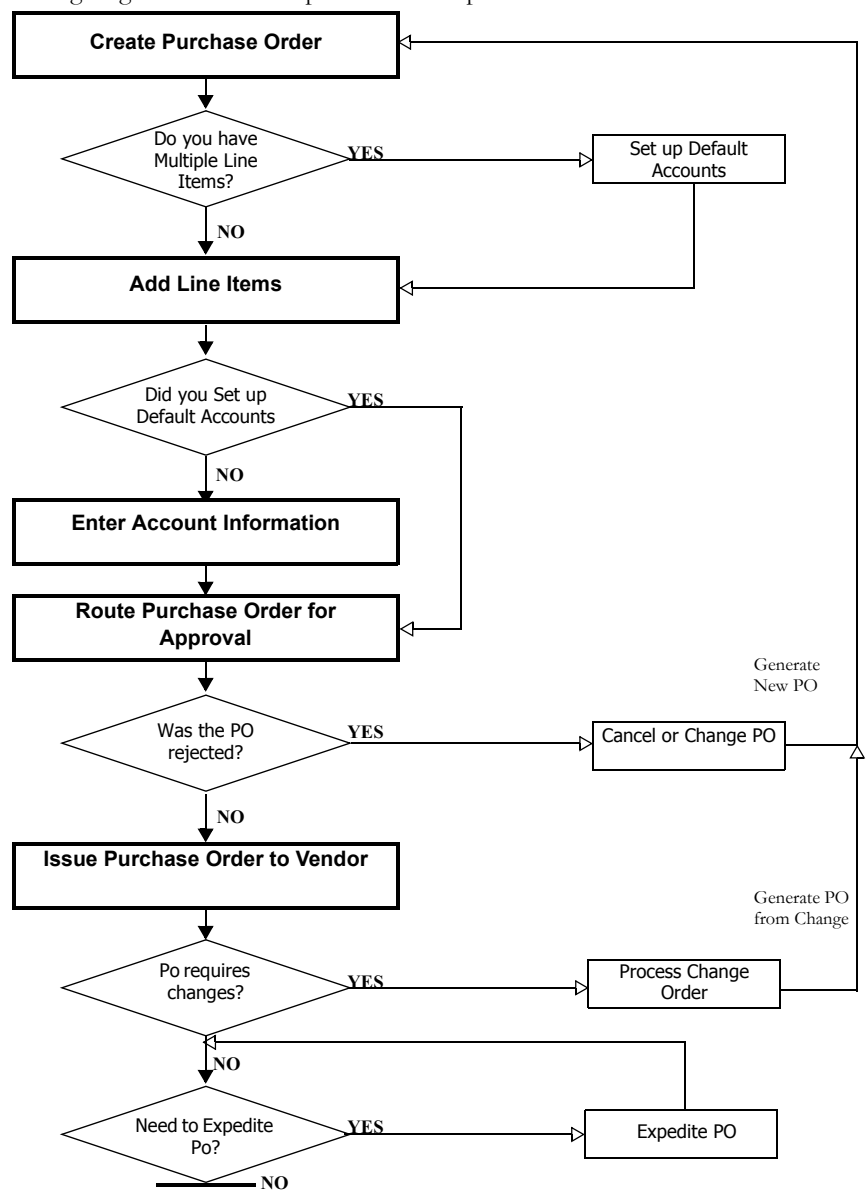 Create Purchase Order
Do you have
Multiple Line
Items?
YES
Set up Default
Accounts
NO
Add Line Items
Did you Set up
Default Accounts
YES
NO
Enter Account Information
Route Purchase Order for
Approval
Generate
New PO
Was the PO
rejected?
YES
Cancel or Change PO
NO
Issue Purchase Order to Vendor
Generate PO
from Change
Po requires
changes?
YES
Process Change
Order
NO
Need to Expedite
Po?
YES
Expedite PO
NO